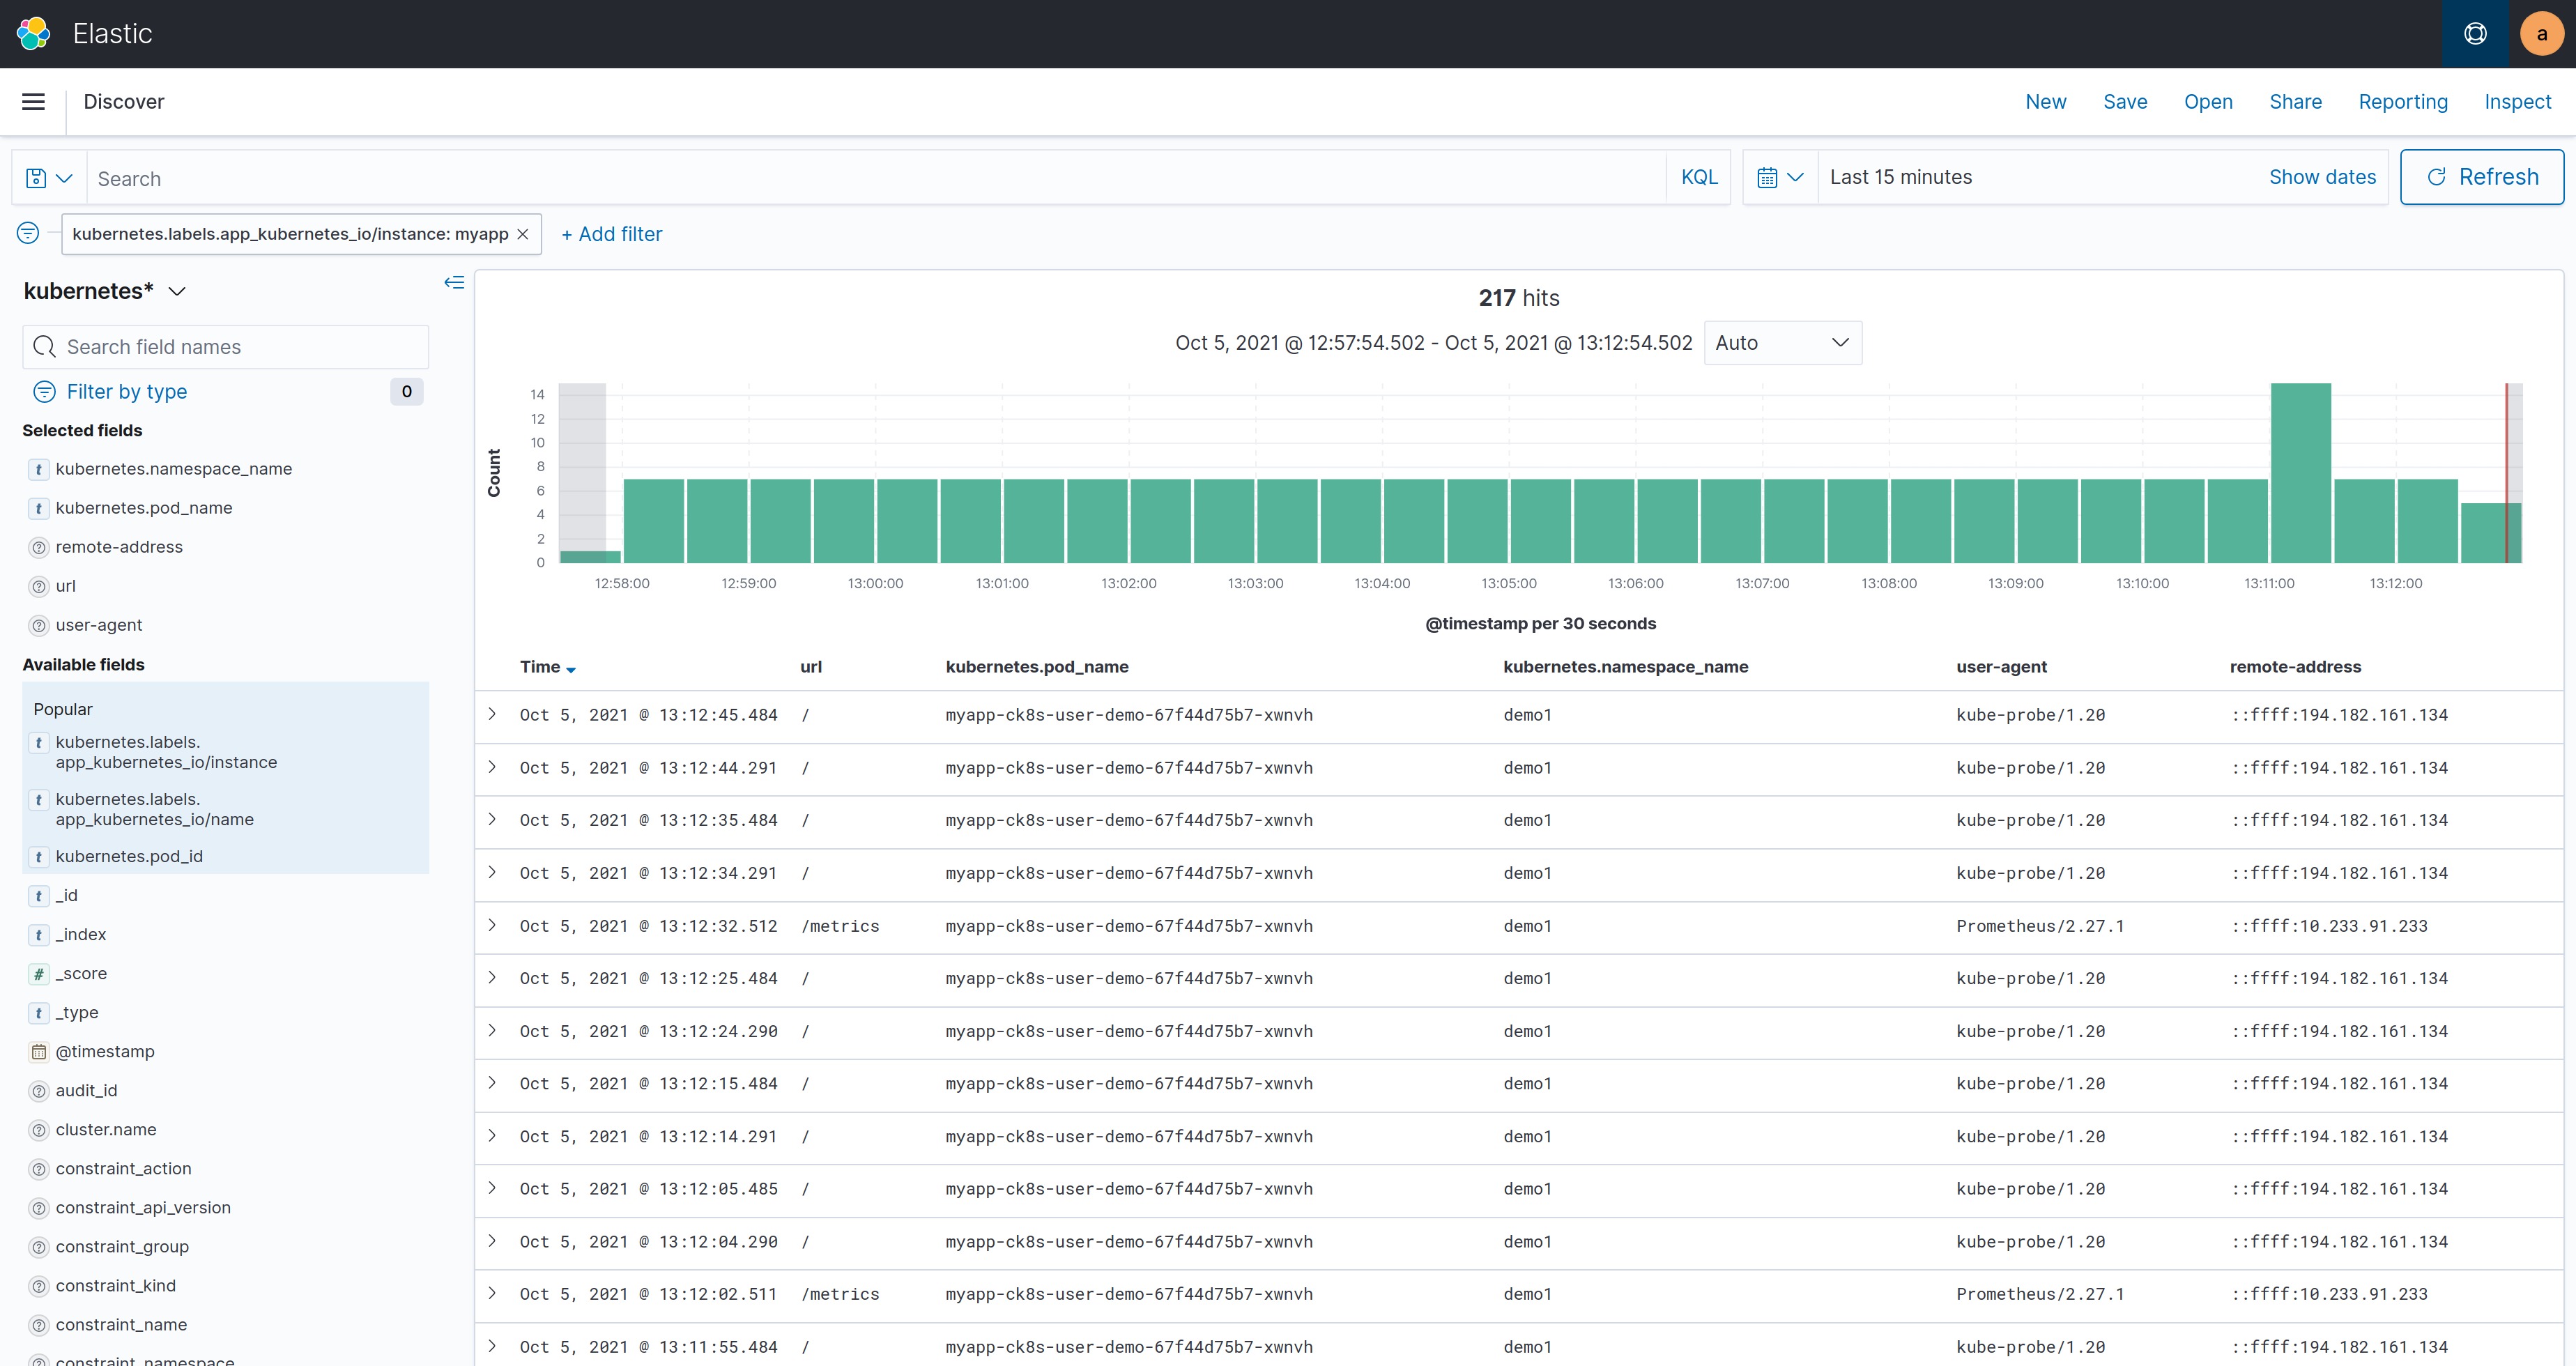 Elastic
a
Discover
New Save Open Share Reporting Inspect
Search KQL Last 15 minutes Show dates Refresh
kubernetes.labels.app_kubernetes_io/instance: myapp × + Add filter
kubernetes*
Search field names
Filter by type 0
Selected fields
t kubernetes.namespace_name
t kubernetes.pod_name
? remote-address
? url
? user-agent
Available fields
Popular
t kubernetes.labels.
app_kubernetes_io/instance
t kubernetes.labels.
app_kubernetes_io/name
t kubernetes.pod_id
t _id
t _index
# _score
t _type
@timestamp
? audit_id
? cluster.name
? constraint_action
? constraint_api_version
? constraint_group
? constraint_kind
? constraint_name
? constraint_namespace
217 hits
Oct 5, 2021 @ 12:57:54.502 - Oct 5, 2021 @ 13:12:54.502 Auto
Count
14
12
10
8
6
4
2
0
12:58:00 12:59:00 13:00:00 13:01:00 13:02:00 13:03:00 13:04:00 13:05:00 13:06:00 13:07:00 13:08:00 13:09:00 13:10:00 13:11:00 13:12:00
@timestamp per 30 seconds
Time url kubernetes.pod_name kubernetes.namespace_name user-agent remote-address
Oct 5, 2021 @ 13:12:45.484 / myapp-ck8s-user-demo-67f44d75b7-xwnvh demo1 kube-probe/1.20 ::ffff:194.182.161.134
Oct 5, 2021 @ 13:12:44.291 / myapp-ck8s-user-demo-67f44d75b7-xwnvh demo1 kube-probe/1.20 ::ffff:194.182.161.134
Oct 5, 2021 @ 13:12:35.484 / myapp-ck8s-user-demo-67f44d75b7-xwnvh demo1 kube-probe/1.20 ::ffff:194.182.161.134
Oct 5, 2021 @ 13:12:34.291 / myapp-ck8s-user-demo-67f44d75b7-xwnvh demo1 kube-probe/1.20 ::ffff:194.182.161.134
Oct 5, 2021 @ 13:12:32.512 /metrics myapp-ck8s-user-demo-67f44d75b7-xwnvh demo1 Prometheus/2.27.1 ::ffff:10.233.91.233
Oct 5, 2021 @ 13:12:25.484 / myapp-ck8s-user-demo-67f44d75b7-xwnvh demo1 kube-probe/1.20 ::ffff:194.182.161.134
Oct 5, 2021 @ 13:12:24.290 / myapp-ck8s-user-demo-67f44d75b7-xwnvh demo1 kube-probe/1.20 ::ffff:194.182.161.134
Oct 5, 2021 @ 13:12:15.484 / myapp-ck8s-user-demo-67f44d75b7-xwnvh demo1 kube-probe/1.20 ::ffff:194.182.161.134
Oct 5, 2021 @ 13:12:14.291 / myapp-ck8s-user-demo-67f44d75b7-xwnvh demo1 kube-probe/1.20 ::ffff:194.182.161.134
Oct 5, 2021 @ 13:12:05.485 / myapp-ck8s-user-demo-67f44d75b7-xwnvh demo1 kube-probe/1.20 ::ffff:194.182.161.134
Oct 5, 2021 @ 13:12:04.290 / myapp-ck8s-user-demo-67f44d75b7-xwnvh demo1 kube-probe/1.20 ::ffff:194.182.161.134
Oct 5, 2021 @ 13:12:02.511 /metrics myapp-ck8s-user-demo-67f44d75b7-xwnvh demo1 Prometheus/2.27.1 ::ffff:10.233.91.233
Oct 5, 2021 @ 13:11:55.484 / myapp-ck8s-user-demo-67f44d75b7-xwnvh demo1 kube-probe/1.20 ::ffff:194.182.161.134